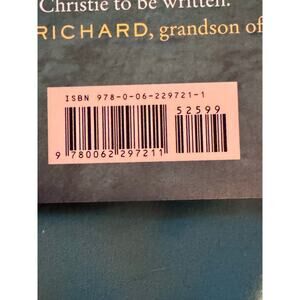 Christie to be written.
RICHARD, grandson of
ISBN 978-0-06-229721-1
52599
9 780062 297211